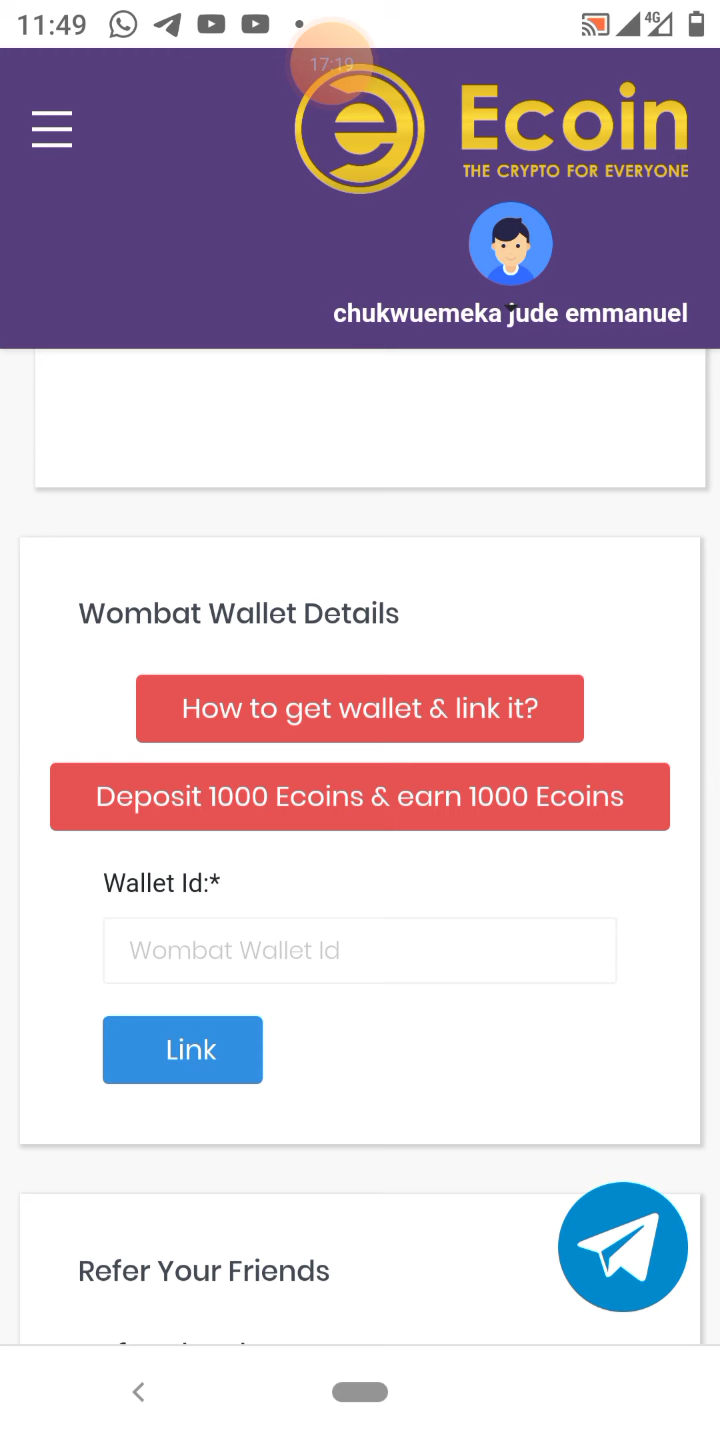 11:49
4G
17:19
Ecoin
THE CRYPTO FOR EVERYONE
chukwuemeka jude emmanuel
Wombat Wallet Details
How to get wallet & link it?
Deposit 1000 Ecoins & earn 1000 Ecoins
Wallet Id:*
Wombat Wallet Id
Link
Refer Your Friends